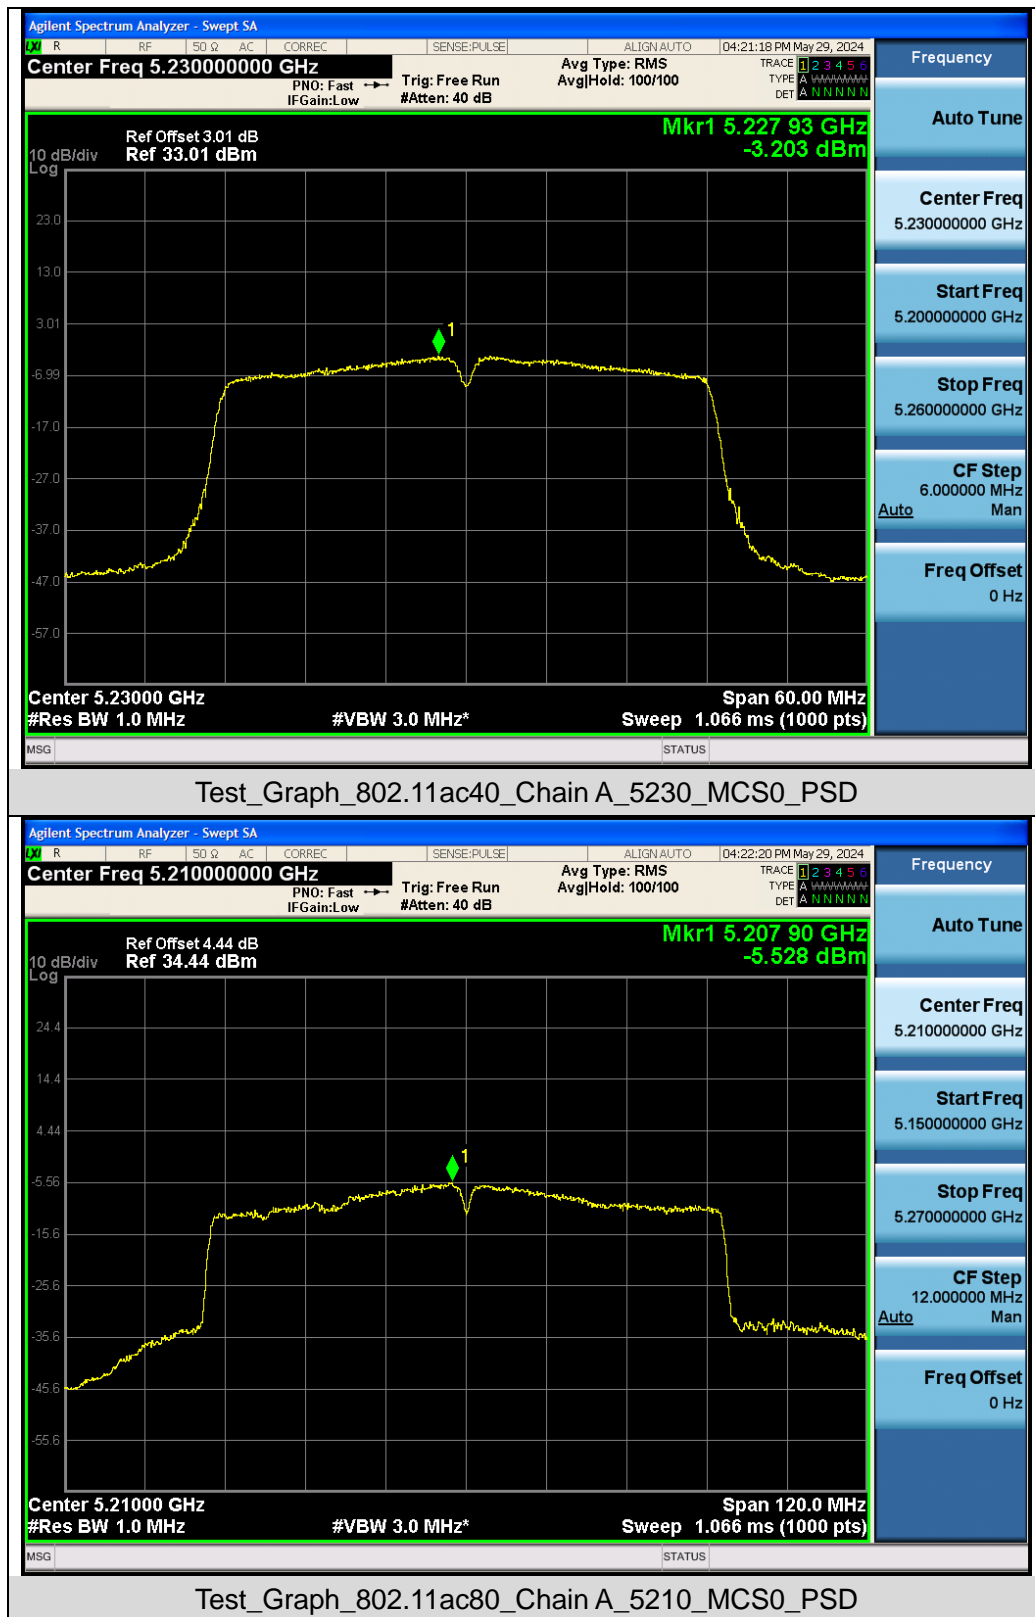 Agilent Spectrum Analyzer - Swept SA
LXI R RF 50 Ω AC CORREC SENSE:PULSE ALIGN AUTO 04:21:18 PM May 29, 2024
Center Freq 5.230000000 GHz
PNO: Fast
IFGain:Low
Trig: Free Run
#Atten: 40 dB
Avg Type: RMS
Avg|Hold: 100/100
TRACE 1 2 3 4 5 6
TYPE A WWWWW
DET A N N N N N
Frequency
Auto Tune
Center Freq
5.230000000 GHz
Start Freq
5.200000000 GHz
Stop Freq
5.260000000 GHz
CF Step
6.000000 MHz
Auto Man
Freq Offset
0 Hz
Mkr1 5.227 93 GHz
-3.203 dBm
Ref Offset 3.01 dB
10 dB/div Ref 33.01 dBm
Log
23.0
13.0
3.01
-6.99
-17.0
-27.0
-37.0
-47.0
-57.0
1
Center 5.23000 GHz Span 60.00 MHz
#Res BW 1.0 MHz #VBW 3.0 MHz* Sweep 1.066 ms (1000 pts)
MSG STATUS
Test_Graph_802.11ac40_Chain A_5230_MCS0_PSD
Agilent Spectrum Analyzer - Swept SA
LXI R RF 50 Ω AC CORREC SENSE:PULSE ALIGN AUTO 04:22:20 PM May 29, 2024
Center Freq 5.210000000 GHz
PNO: Fast
IFGain:Low
Trig: Free Run
#Atten: 40 dB
Avg Type: RMS
Avg|Hold: 100/100
TRACE 1 2 3 4 5 6
TYPE A WWWWW
DET A N N N N N
Frequency
Auto Tune
Center Freq
5.210000000 GHz
Start Freq
5.150000000 GHz
Stop Freq
5.270000000 GHz
CF Step
12.000000 MHz
Auto Man
Freq Offset
0 Hz
Mkr1 5.207 90 GHz
-5.528 dBm
Ref Offset 4.44 dB
10 dB/div Ref 34.44 dBm
Log
24.4
14.4
4.44
-5.56
-15.6
-25.6
-35.6
-45.6
-55.6
1
Center 5.21000 GHz Span 120.0 MHz
#Res BW 1.0 MHz #VBW 3.0 MHz* Sweep 1.066 ms (1000 pts)
MSG STATUS
Test_Graph_802.11ac80_Chain A_5210_MCS0_PSD